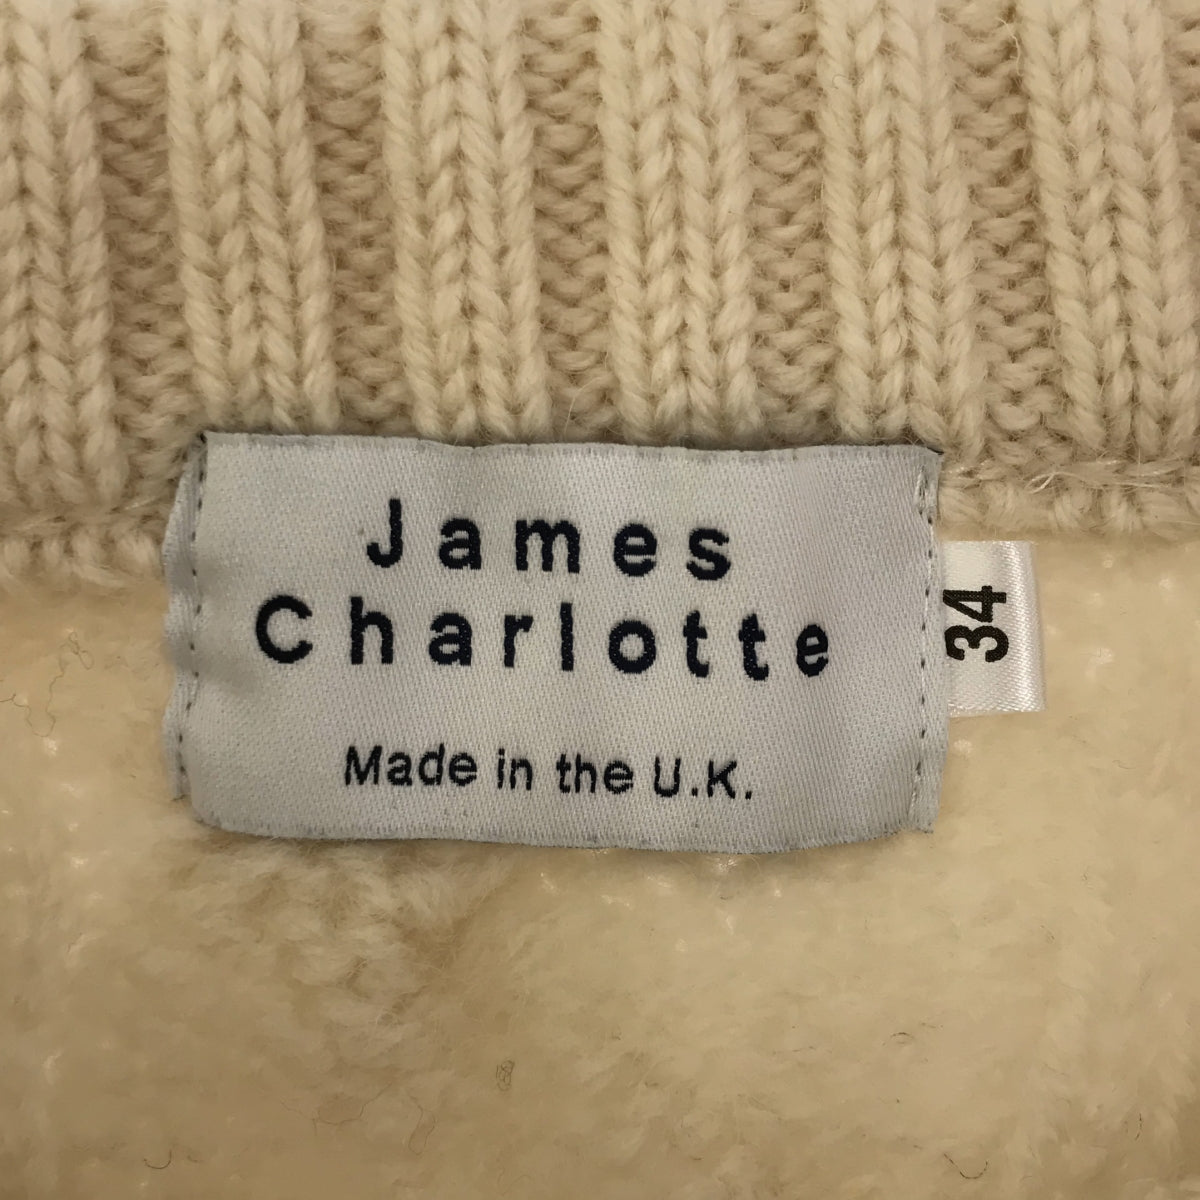 James
Charlotte
Made in the U.K.
34